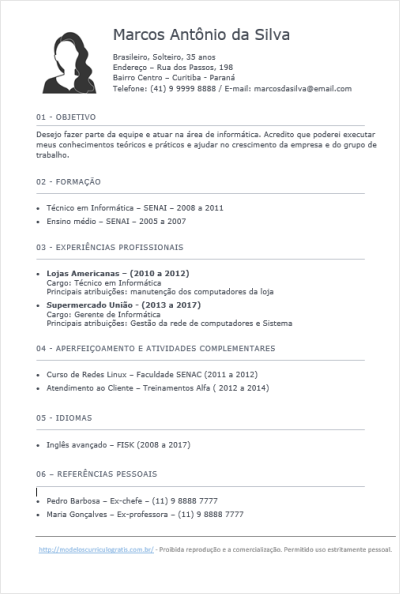 Marcos Antônio da Silva
Brasileiro, Solteiro, 35 anos
Endereço – Rua dos Passos, 198
Bairro Centro – Curitiba - Paraná
Telefone: (41) 9 9999 8888 / E-mail: marcosdasilva@email.com
01 - OBJETIVO
Desejo fazer parte da equipe e atuar na área de informática. Acredito que poderei executar
meus conhecimentos teóricos e práticos e ajudar no crescimento da empresa e do grupo de
trabalho.
02 - FORMAÇÃO
• Técnico em Informática – SENAI – 2008 a 2011
• Ensino médio – SENAI – 2005 a 2007
03 - EXPERIÊNCIAS PROFISSIONAIS
• Lojas Americanas – (2010 a 2012)
Cargo: Técnico em Informática
Principais atribuições: manutenção dos computadores da loja
• Supermercado União - (2013 a 2017)
Cargo: Gerente de Informática
Principais atribuições: Gestão da rede de computadores e Sistema
04 - APERFEIÇOAMENTO E ATIVIDADES COMPLEMENTARES
• Curso de Redes Linux – Faculdade SENAC (2011 a 2012)
• Atendimento ao Cliente – Treinamentos Alfa ( 2012 a 2014)
05 - IDIOMAS
• Inglês avançado – FISK (2008 a 2017)
06 – REFERÊNCIAS PESSOAIS
• Pedro Barbosa – Ex-chefe – (11) 9 8888 7777
• Maria Gonçalves – Ex-professora – (11) 9 8888 7777
http://modeloscurriculogratis.com.br/ - Proibida reprodução e a comercialização. Permitido uso estritamente pessoal.